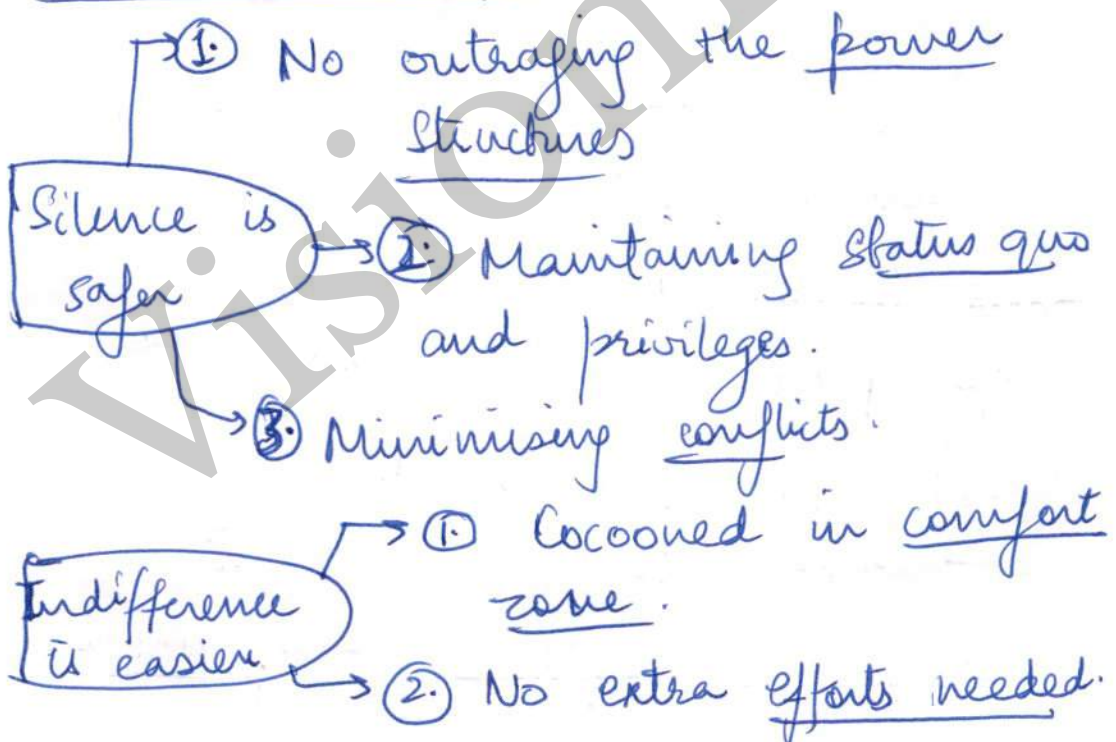 ① No outraging the power
structures
Silence is
safer
② Maintaining status quo
and privileges.
③ Minimising conflicts.
① Cocooned in comfort
zone.
Indifference
is easier
② No extra efforts needed.
Vision